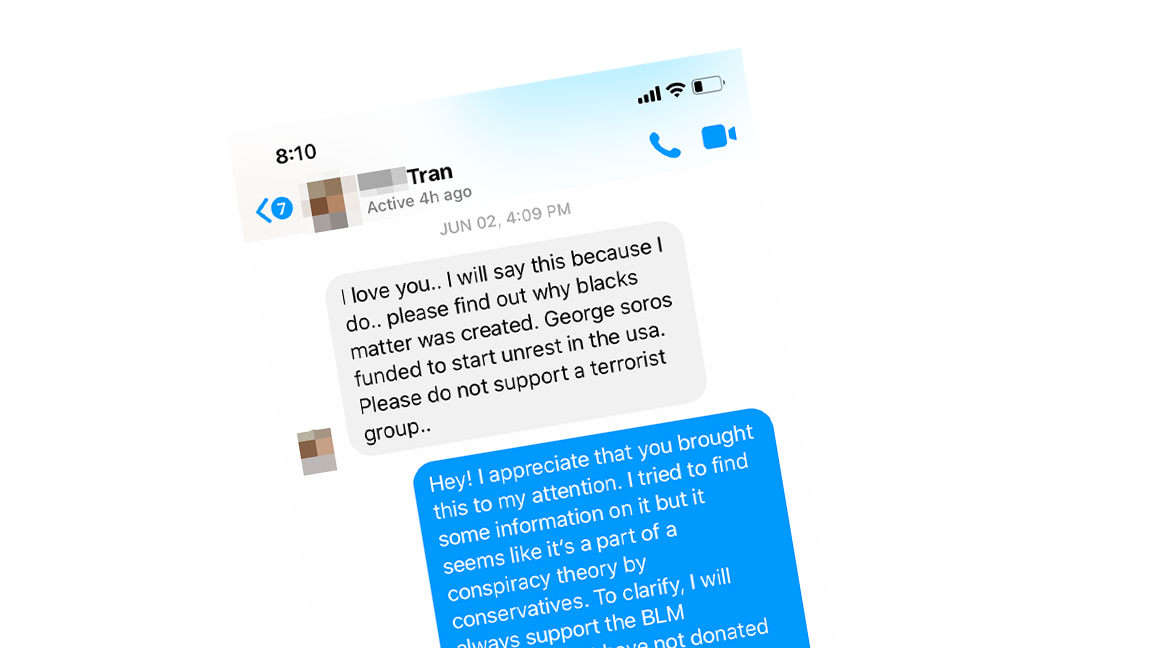 8:10
7
Tran
Active 4h ago
JUN 02, 4:09 PM
I love you.. I will say this because I
do.. please find out why blacks
matter was created. George soros
funded to start unrest in the usa.
Please do not support a terrorist
group..
Hey! I appreciate that you brought
this to my attention. I tried to find
some information on it but it
seems like it's a part of a
conspiracy theory by
conservatives. To clarify, I will
always support the BLM
have not donated